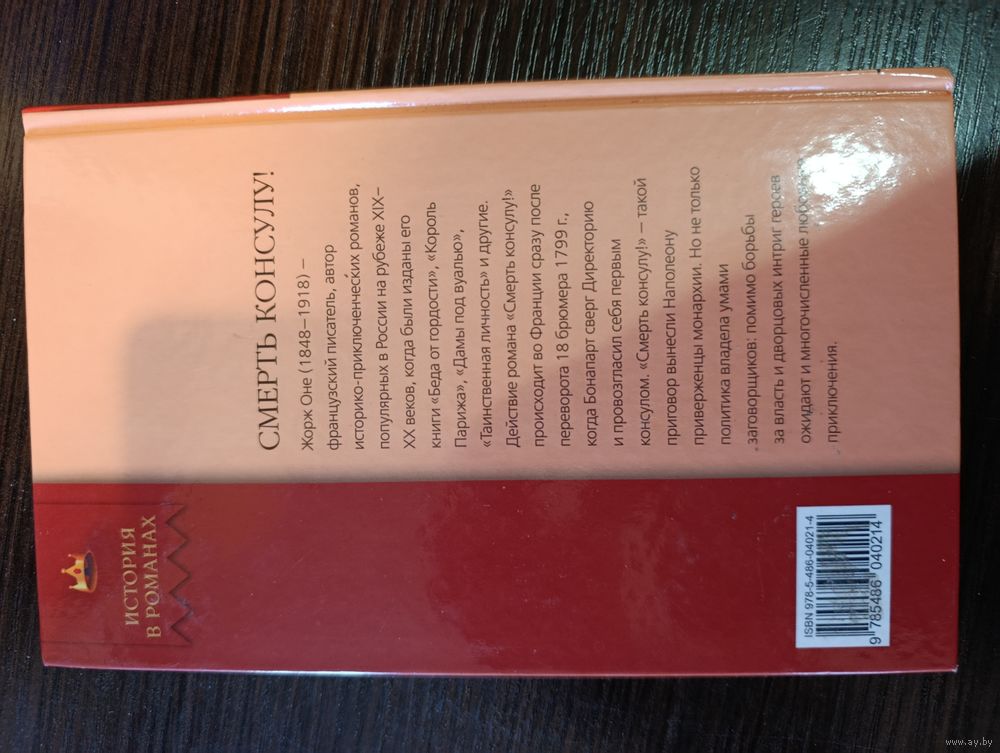 ИСТОРИЯ
В РОМАНАХ
СМЕРТЬ КОНСУЛУ!
Жорж Оне (1848–1918) –
французский писатель, автор
историко-приключенческих романов,
популярных в России на рубеже XIX–
XX веков, когда были изданы его
книги «Беда от гордости», «Король
Парижа», «Дамы под вуалью»,
«Таинственная личность» и другие.
Действие романа «Смерть консулу!»
происходит во Франции сразу после
переворота 18 брюмера 1799 г.,
когда Бонапарт сверг Директорию
и провозгласил себя первым
консулом. «Смерть консулу!» – такой
приговор вынесли Наполеону
приверженцы монархии. Но не только
политика владела умами
заговорщиков: помимо борьбы
за власть и дворцовых интриг героев
ожидают и многочисленные любовные
приключения.
ISBN 978-5-486-04021-4
9 785486 040214
www.ay.by